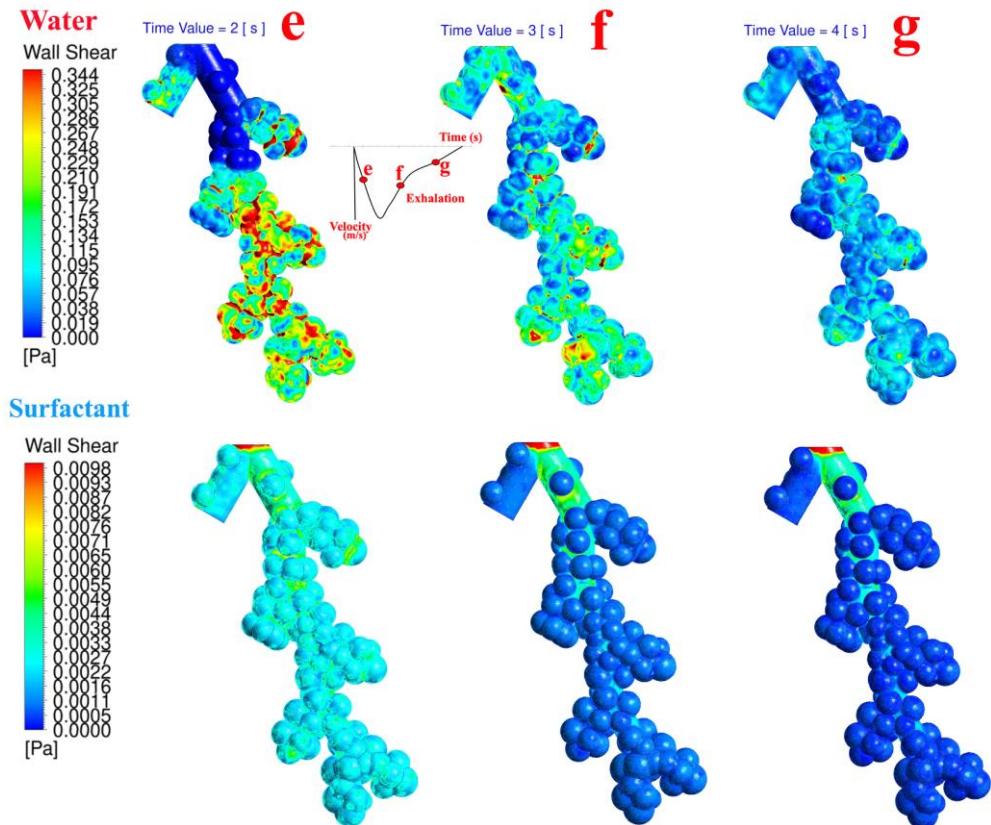 Water
Time Value = 2 [ s ]
e
Time Value = 3 [ s ]
f
Time Value = 4 [ s ]
g
Wall Shear
0.344
0.325
0.305
0.286
0.267
0.248
0.229
0.210
0.191
0.172
0.153
0.134
0.115
0.095
0.076
0.057
0.038
0.019
0.000
[Pa]
Time (s)
e
f
g
Exhalation
Velocity
(m/s)
Surfactant
Wall Shear
0.0098
0.0093
0.0087
0.0082
0.0076
0.0071
0.0065
0.0060
0.0055
0.0049
0.0044
0.0038
0.0033
0.0027
0.0022
0.0016
0.0011
0.0005
0.0000
[Pa]